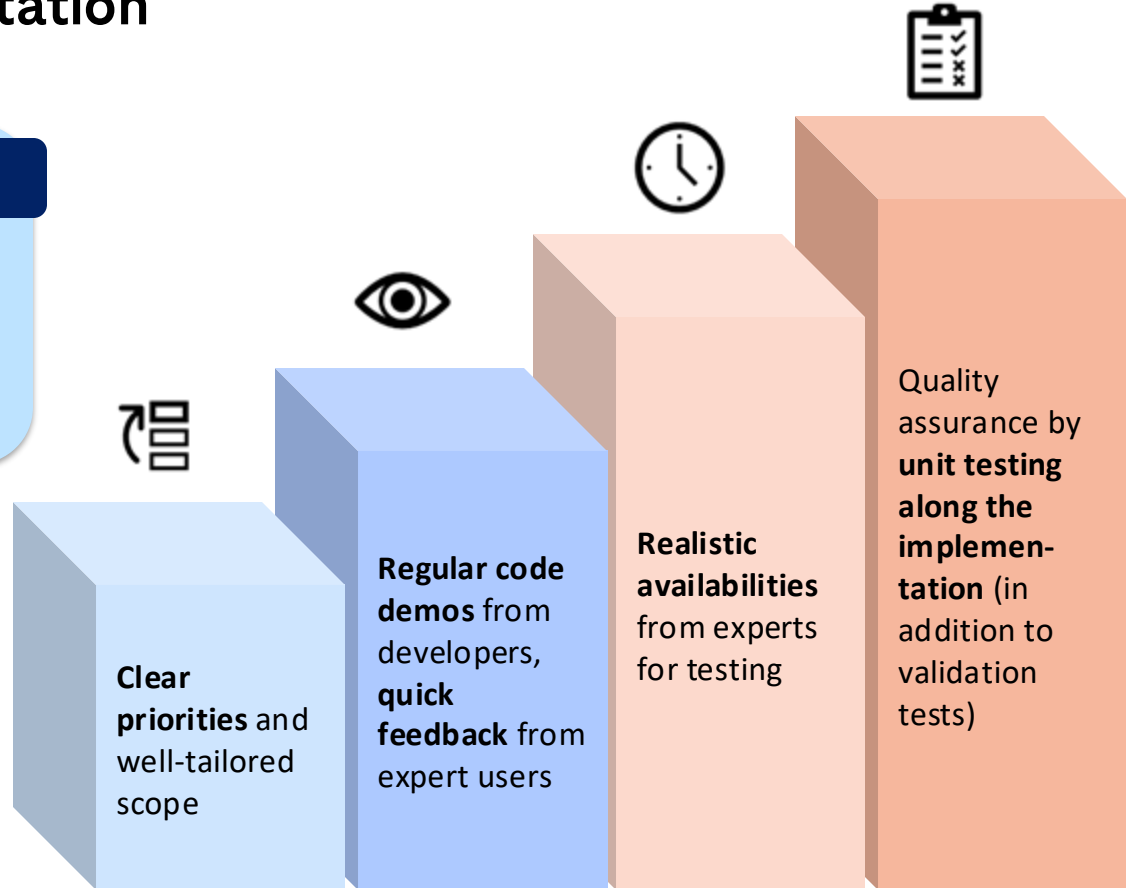 tation
Clear
priorities and
well-tailored
scope
Regular code
demos from
developers,
quick
feedback from
expert users
Realistic
availabilities
from experts
for testing
Quality
assurance by
unit testing
along the
implemen-
tation (in
addition to
validation
tests)